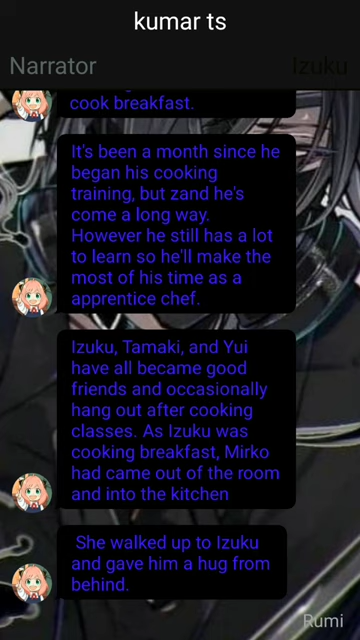 kumar ts
Narrator
Izuku
cook breakfast.
It's been a month since he
began his cooking
training, but zand he's
come a long way.
However he still has a lot
to learn so he'll make the
most of his time as a
apprentice chef.
Izuku, Tamaki, and Yui
have all became good
friends and occasionally
hang out after cooking
classes. As Izuku was
cooking breakfast, Mirko
had came out of the room
and into the kitchen
She walked up to Izuku
and gave him a hug from
behind.
Rumi